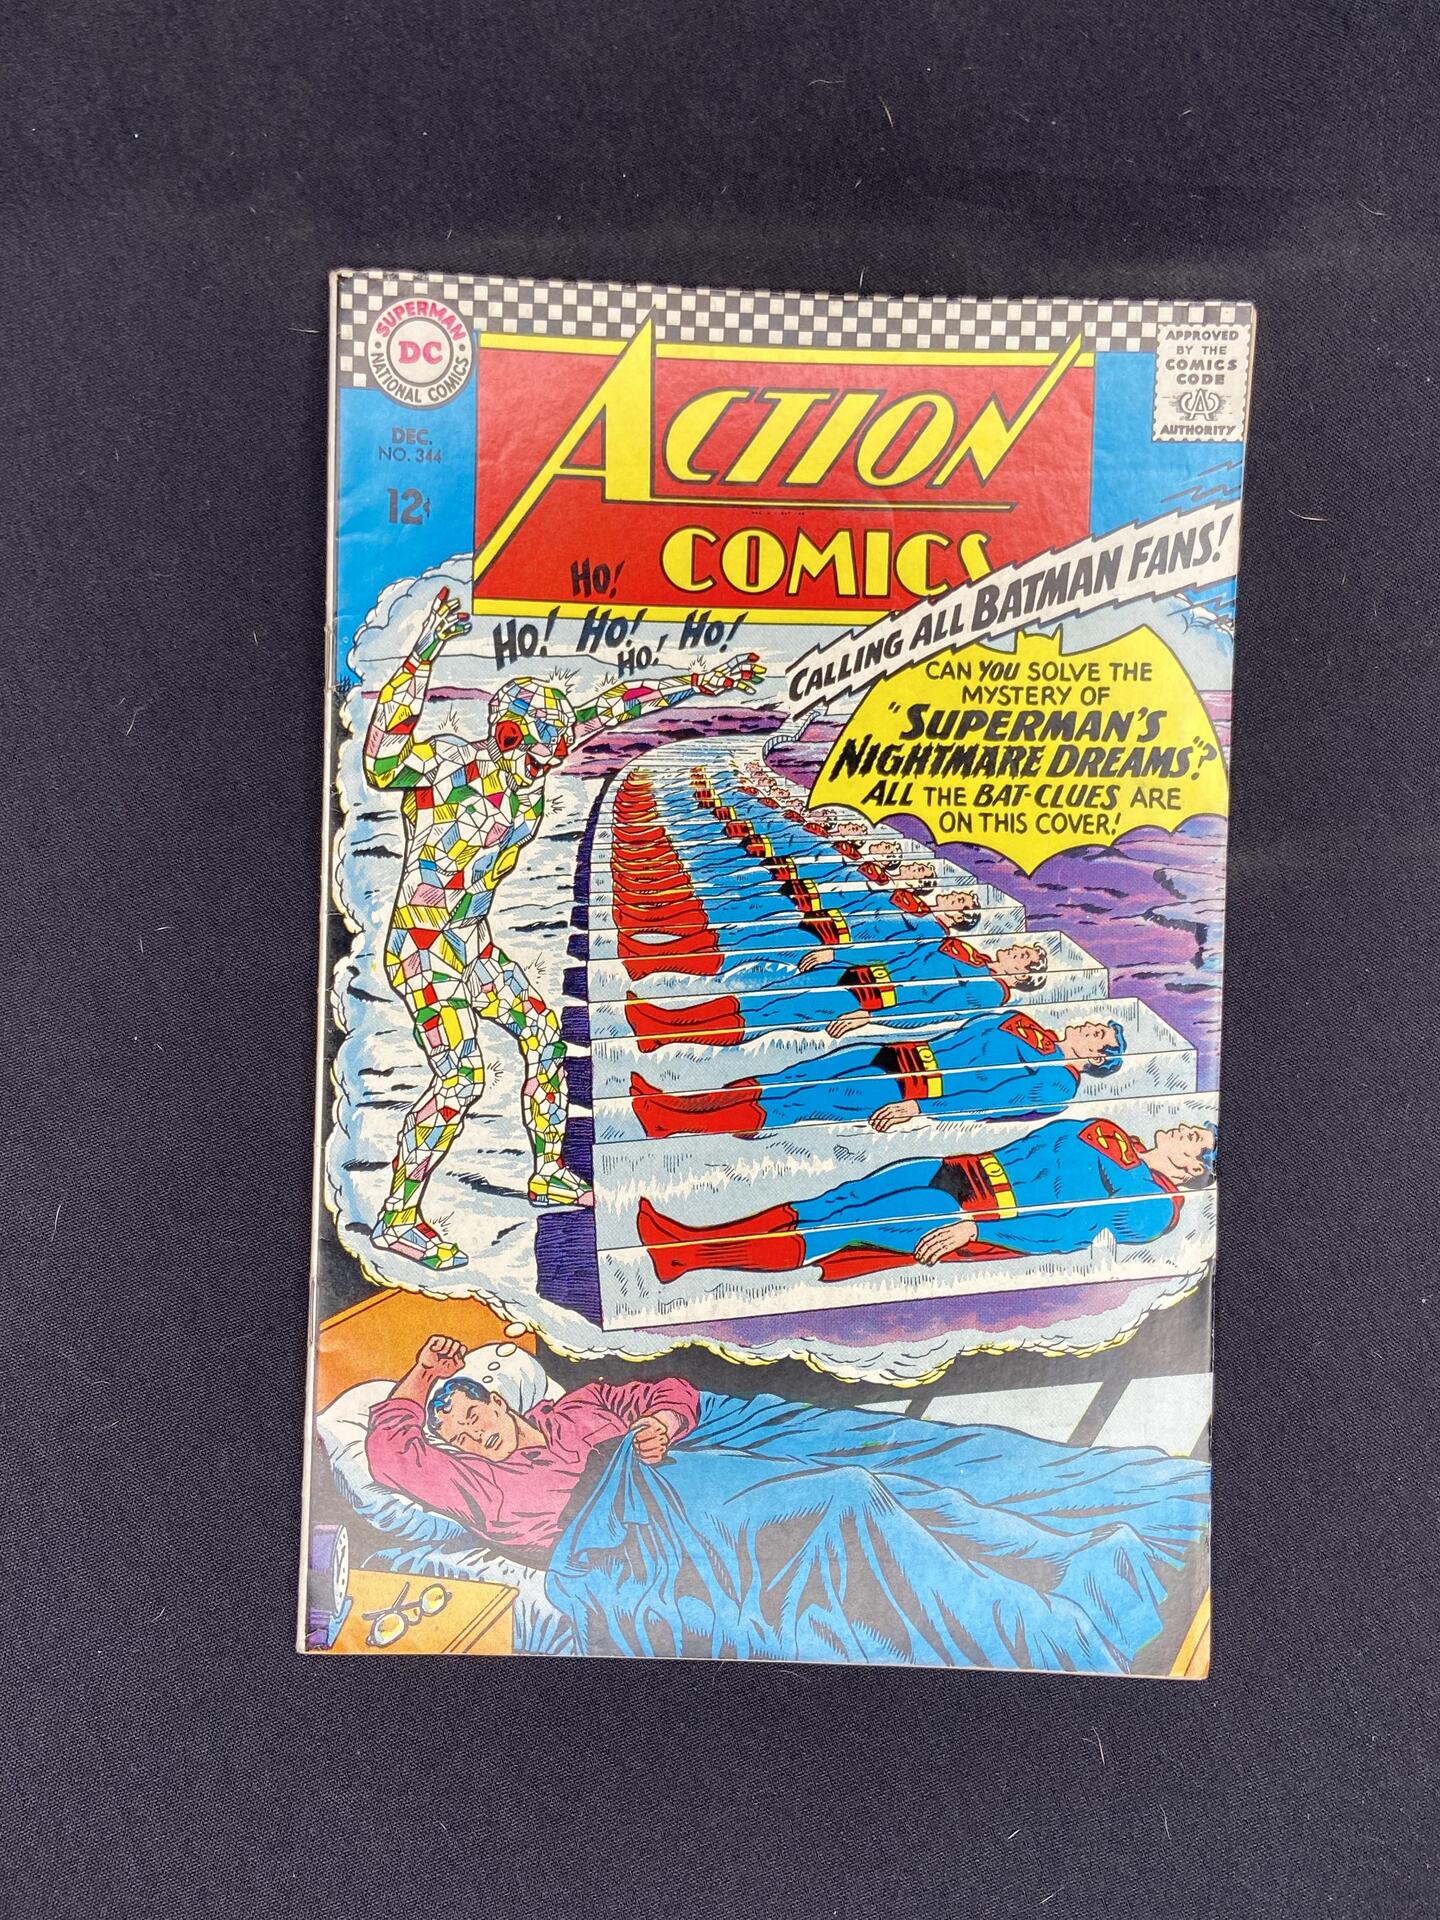 SUPERMAN
DC
NATIONAL COMICS
APPROVED
BY THE
COMICS
CODE
CA
AUTHORITY
DEC.
NO. 344
12¢
ACTION
COMICS
HO!
HO! HO! HO!
HO!
CALLING ALL BATMAN FANS!
CAN YOU SOLVE THE
MYSTERY OF
"SUPERMAN'S
NIGHTMARE DREAMS"?
ALL THE BAT-CLUES ARE
ON THIS COVER!